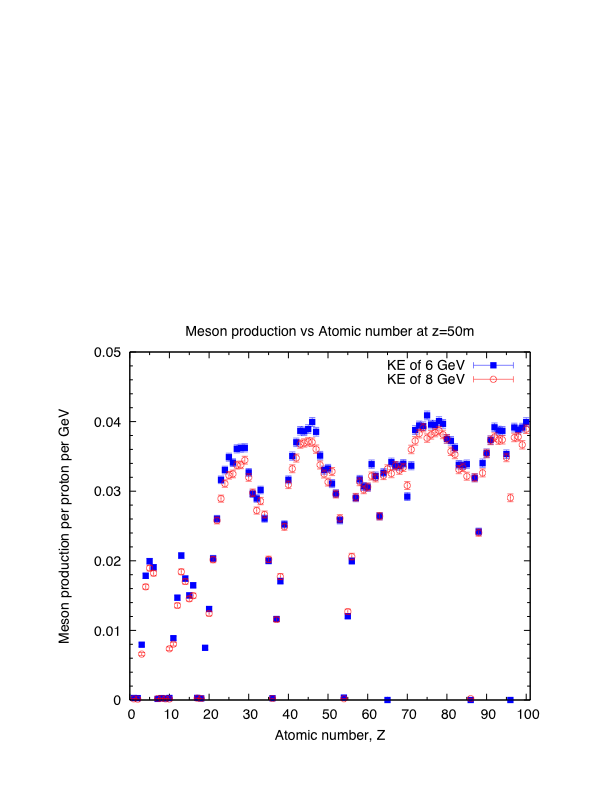 Meson production vs Atomic number at z=50m
0.05
0.04
0.03
0.02
0.01
0
KE of 6 GeV
KE of 8 GeV
Meson production per proton per GeV
0 10 20 30 40 50 60 70 80 90 100
Atomic number, Z